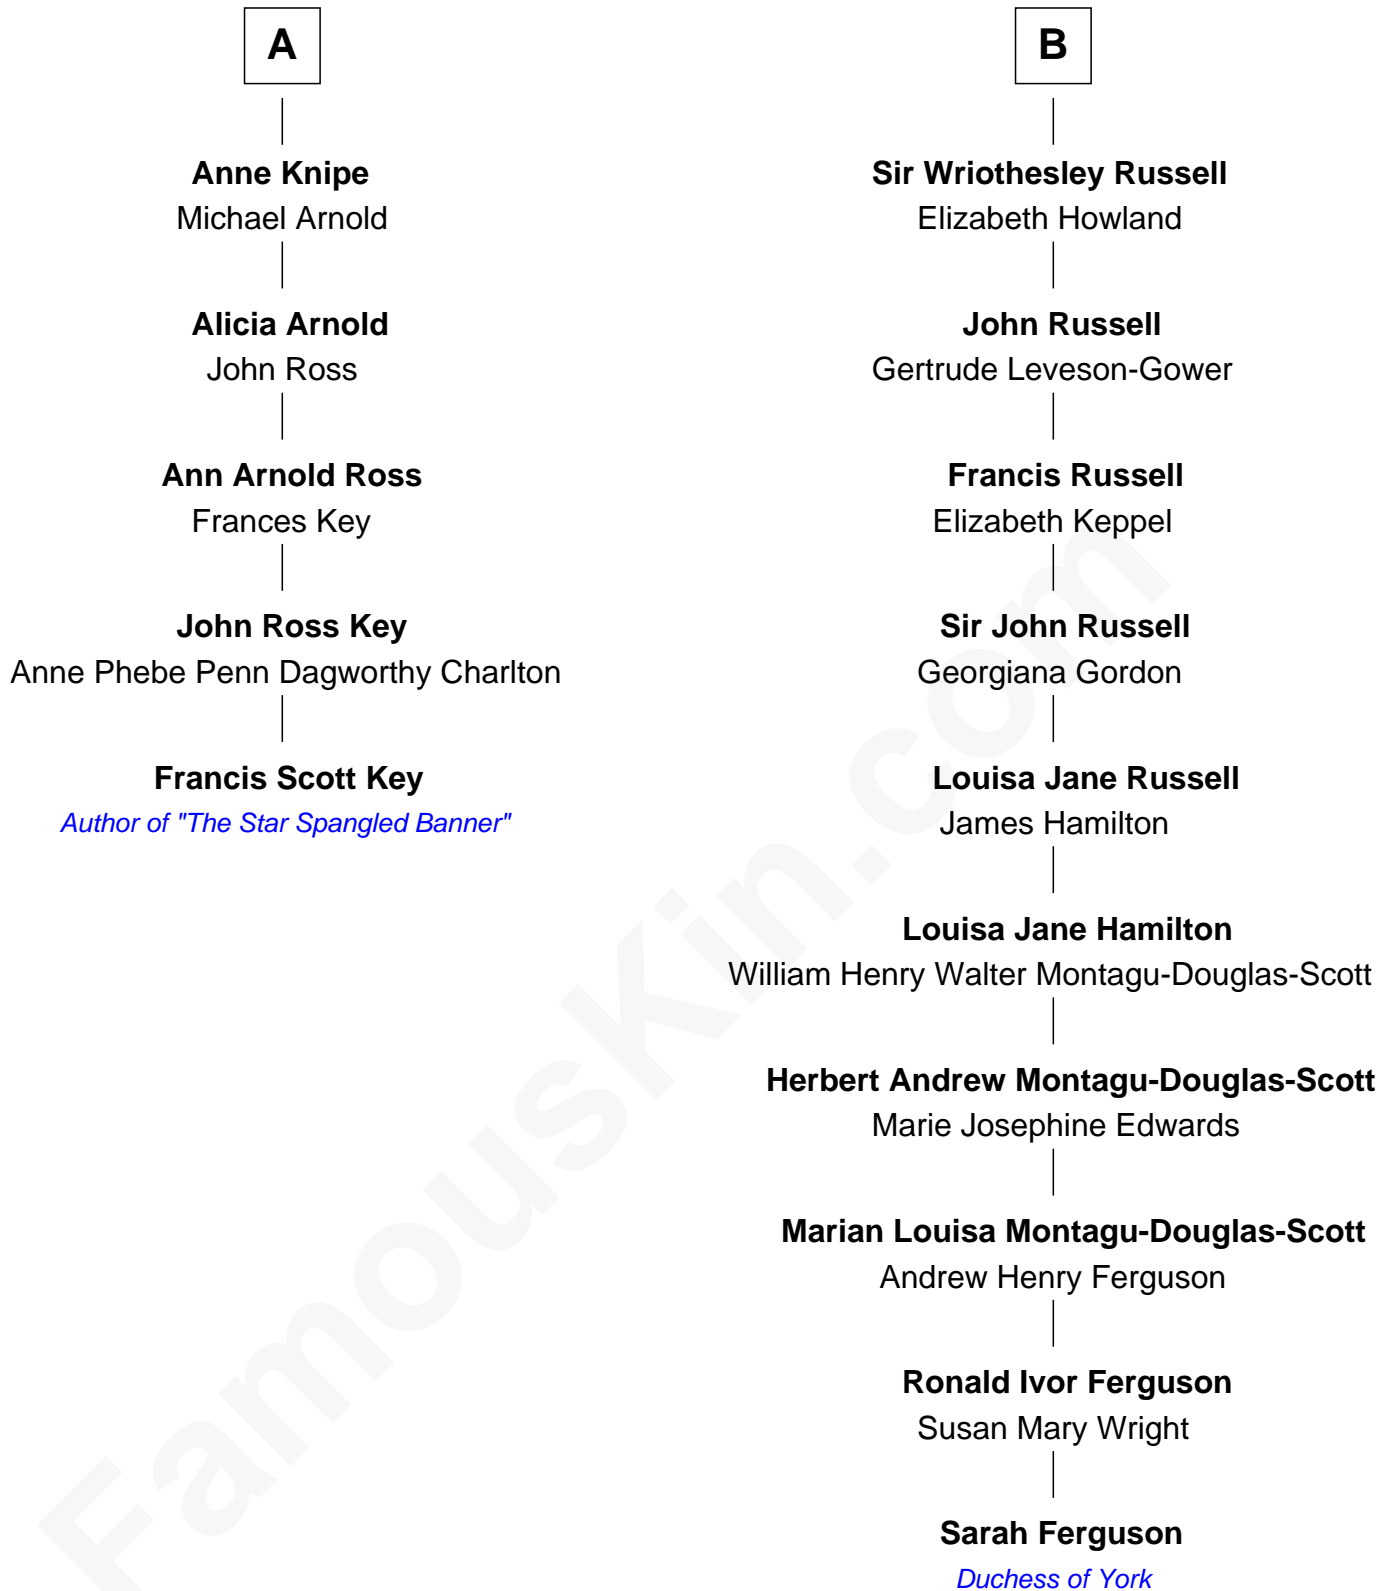 A
Anne Knipe
Michael Arnold
Alicia Arnold
John Ross
Ann Arnold Ross
Frances Key
John Ross Key
Anne Phebe Penn Dagworthy Charlton
Francis Scott Key
Author of "The Star Spangled Banner"
B
Sir Wriothesley Russell
Elizabeth Howland
John Russell
Gertrude Leveson-Gower
Francis Russell
Elizabeth Keppel
Sir John Russell
Georgiana Gordon
Louisa Jane Russell
James Hamilton
Louisa Jane Hamilton
William Henry Walter Montagu-Douglas-Scott
Herbert Andrew Montagu-Douglas-Scott
Marie Josephine Edwards
Marian Louisa Montagu-Douglas-Scott
Andrew Henry Ferguson
Ronald Ivor Ferguson
Susan Mary Wright
Sarah Ferguson
Duchess of York
FamousKin.com